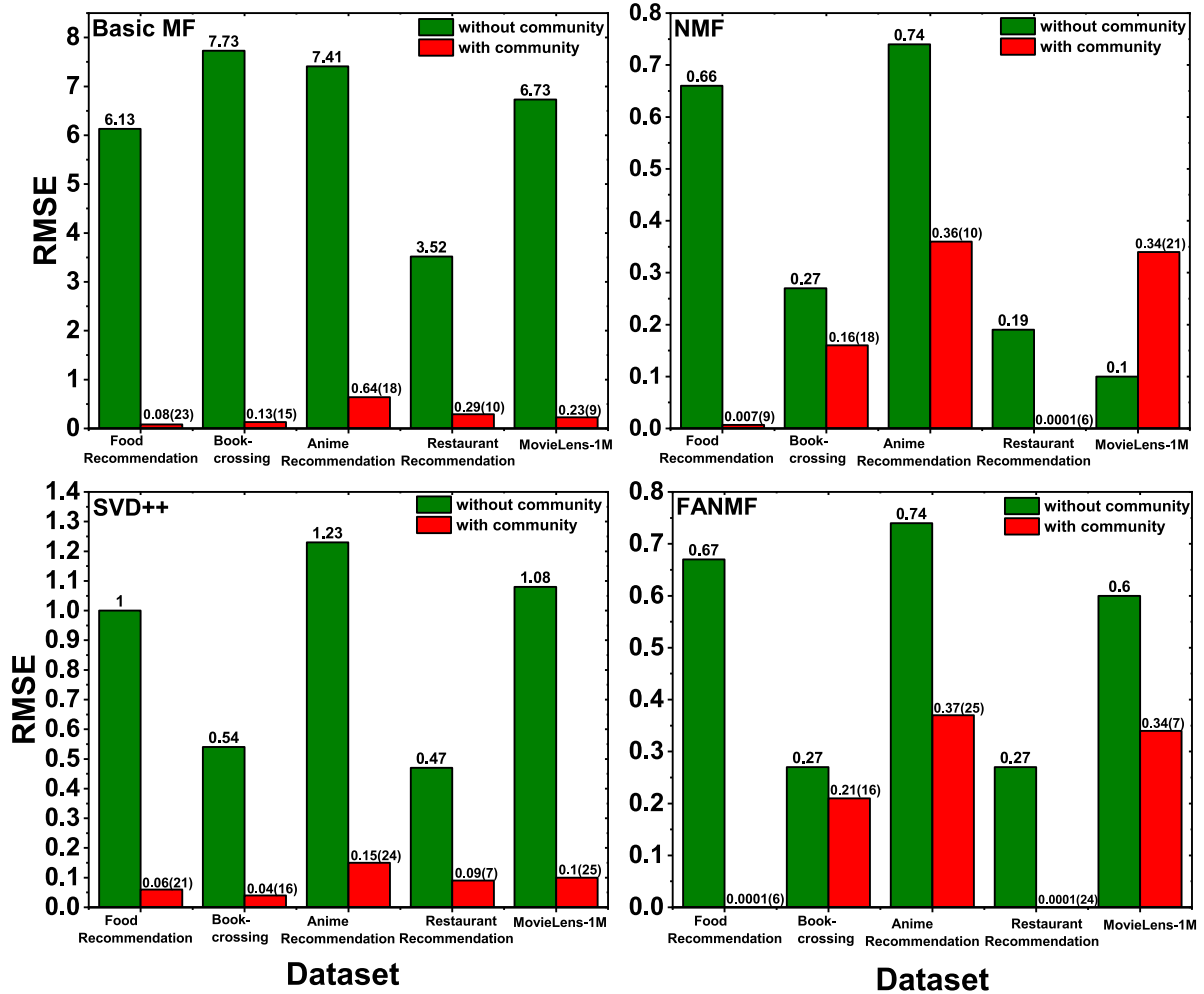 Basic MF
without community
with community
RMSE
8
7
6
5
4
3
2
1
0
6.13
7.73
7.41
3.52
6.73
0.08(23)
0.13(15)
0.64(18)
0.29(10)
0.23(9)
Food
Recommendation
Book-
crossing
Anime
Recommendation
Restaurant
Recommendation
MovieLens-1M
NMF
without community
with community
0.8
0.7
0.6
0.5
0.4
0.3
0.2
0.1
0.0
0.66
0.27
0.74
0.19
0.1
0.007(9)
0.16(18)
0.36(10)
0.0001(6)
0.34(21)
Food
Recommendation
Book-
crossing
Anime
Recommendation
Restaurant
Recommendation
MovieLens-1M
SVD++
without community
with community
RMSE
1.4
1.3
1.2
1.1
1.0
0.9
0.8
0.7
0.6
0.5
0.4
0.3
0.2
0.1
0.0
1
0.54
1.23
0.47
1.08
0.06(21)
0.04(16)
0.15(24)
0.09(7)
0.1(25)
Food
Recommendation
Book-
crossing
Anime
Recommendation
Restaurant
Recommendation
MovieLens-1M
Dataset
FANMF
without community
with community
0.8
0.7
0.6
0.5
0.4
0.3
0.2
0.1
0.0
0.67
0.27
0.74
0.27
0.6
0.0001(6)
0.21(16)
0.37(25)
0.0001(24)
0.34(7)
Food
Recommendation
Book-
crossing
Anime
Recommendation
Restaurant
Recommendation
MovieLens-1M
Dataset